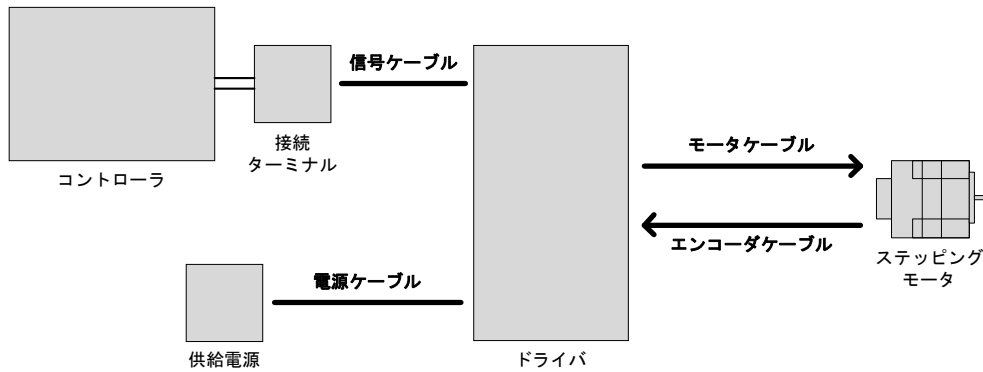 信号ケーブル
接続
ターミナル
コントローラ
モータケーブル
エンコーダケーブル
ステッピング
モータ
電源ケーブル
供給電源
ドライバ